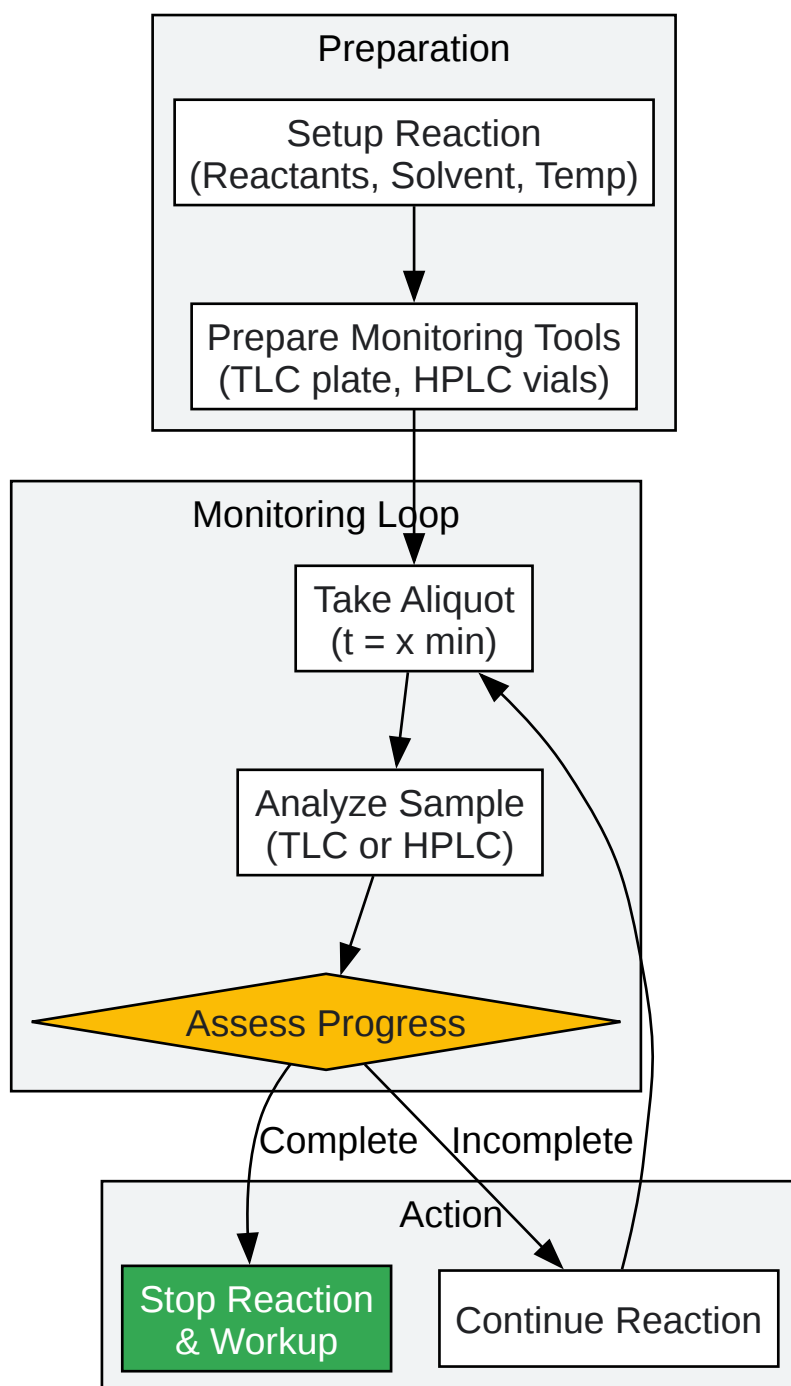 Preparation
Setup Reaction
(Reactants, Solvent, Temp)
Prepare Monitoring Tools
(TLC plate, HPLC vials)
Monitoring Loop
Take Aliquot
(t = x min)
Analyze Sample
(TLC or HPLC)
Assess Progress
Complete
Incomplete
Action
Stop Reaction
& Workup
Continue Reaction